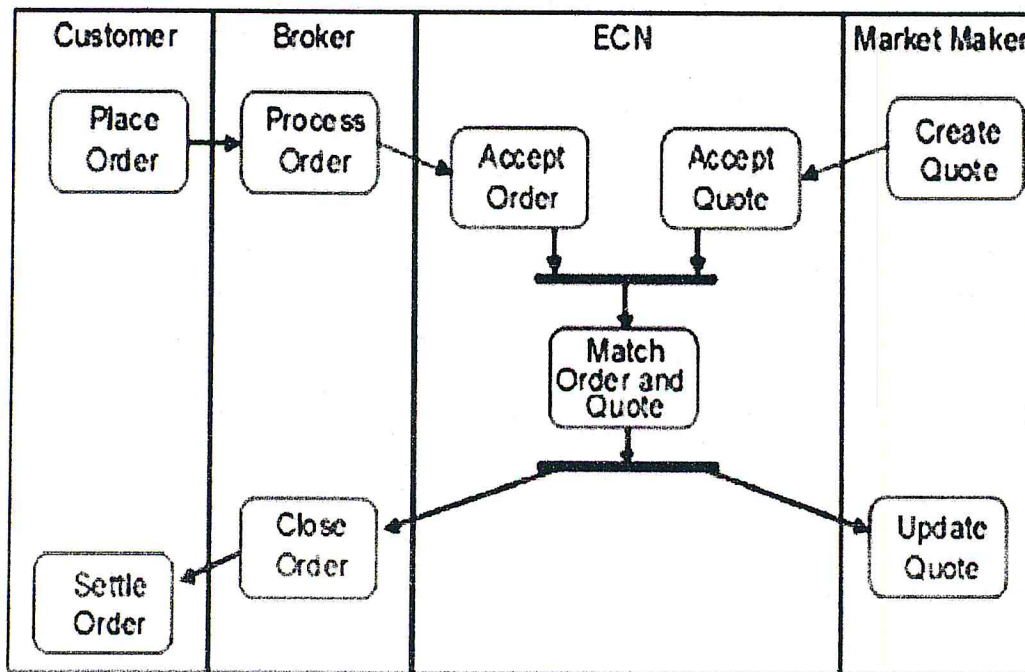 Customer
Broker
ECN
Market Maker
Place
Order
Process
Order
Accept
Order
Accept
Quote
Create
Quote
Match
Order and
Quote
Close
Order
Update
Quote
Settle
Order